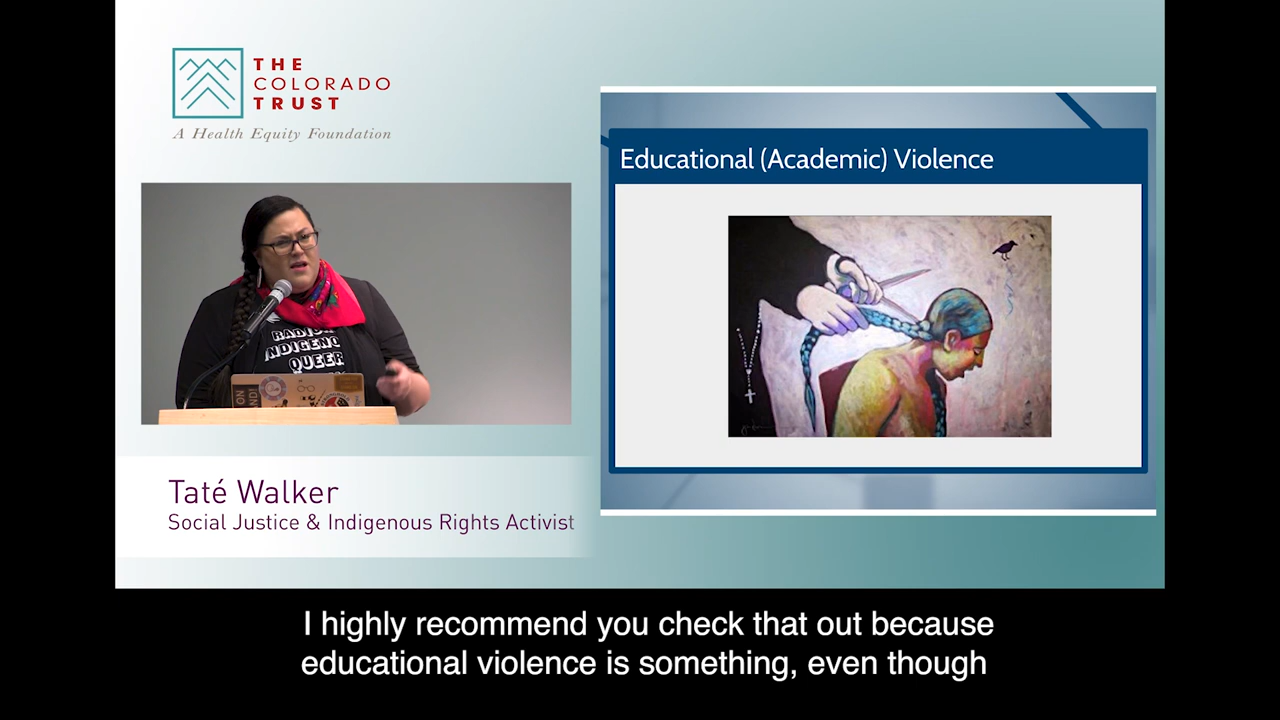 THE
COLORADO
TRUST
A Health Equity Foundation
Educational (Academic) Violence
QUEER
Taté Walker
Social Justice & Indigenous Rights Activist
I highly recommend you check that out because
educational violence is something, even though